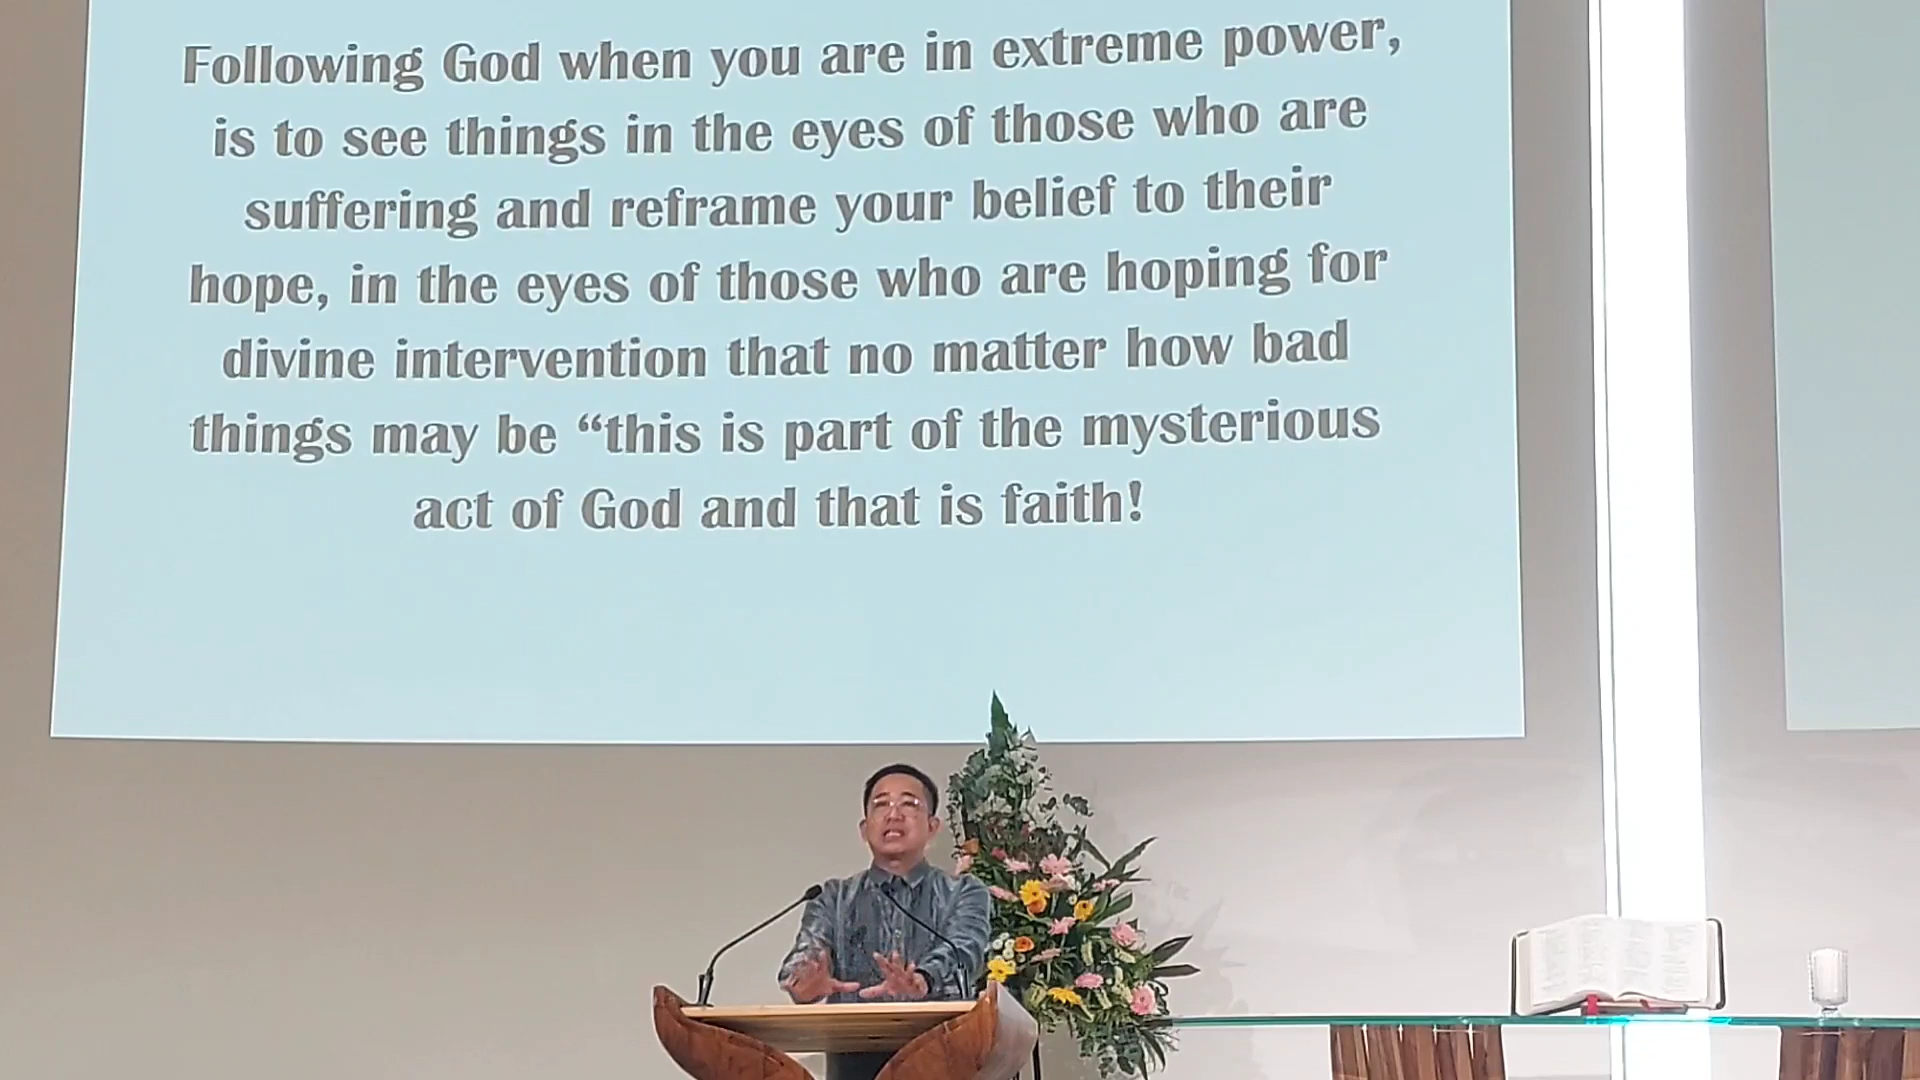 Following God when you are in extreme power,
is to see things in the eyes of those who are
suffering and reframe your belief to their
hope, in the eyes of those who are hoping for
divine intervention that no matter how bad
things may be “this is part of the mysterious
act of God and that is faith!